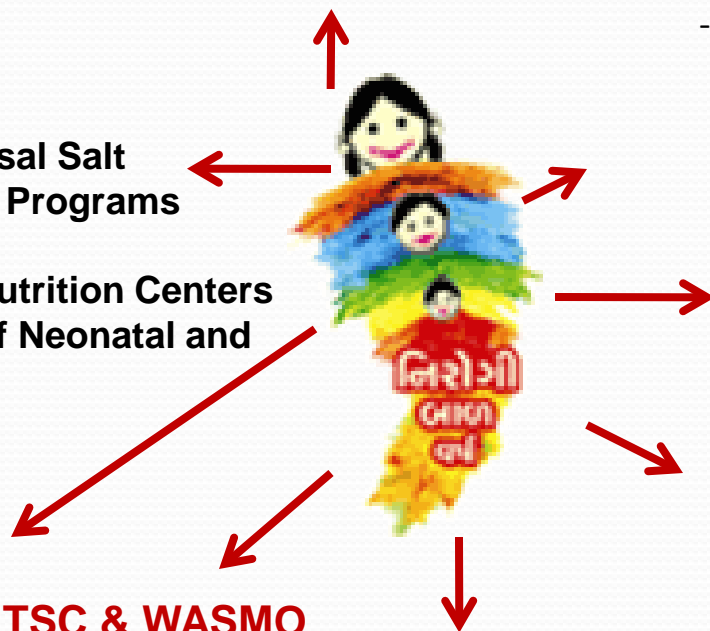 -
sal Salt
Programs
utrition Centers
f Neonatal and
નિરોગી
બાળ
વર્ષ
TSC & WASMO